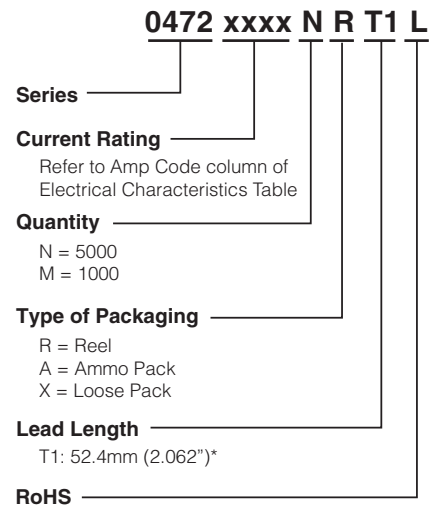 0472 xxxx N R T1 L
Series
Current Rating
Refer to Amp Code column of
Electrical Characteristics Table
Quantity
N = 5000
M = 1000
Type of Packaging
R = Reel
A = Ammo Pack
X = Loose Pack
Lead Length
T1: 52.4mm (2.062”)*
RoHS